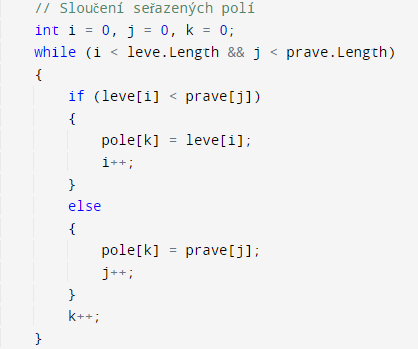 // Sloučení seřazených polí
int i = 0, j = 0, k = 0;
while (i < leve.Length && j < prave.Length)
{
    if (leve[i] < prave[j])
    {
        pole[k] = leve[i];
        i++;
    }
    else
    {
        pole[k] = prave[j];
        j++;
    }
    k++;
}